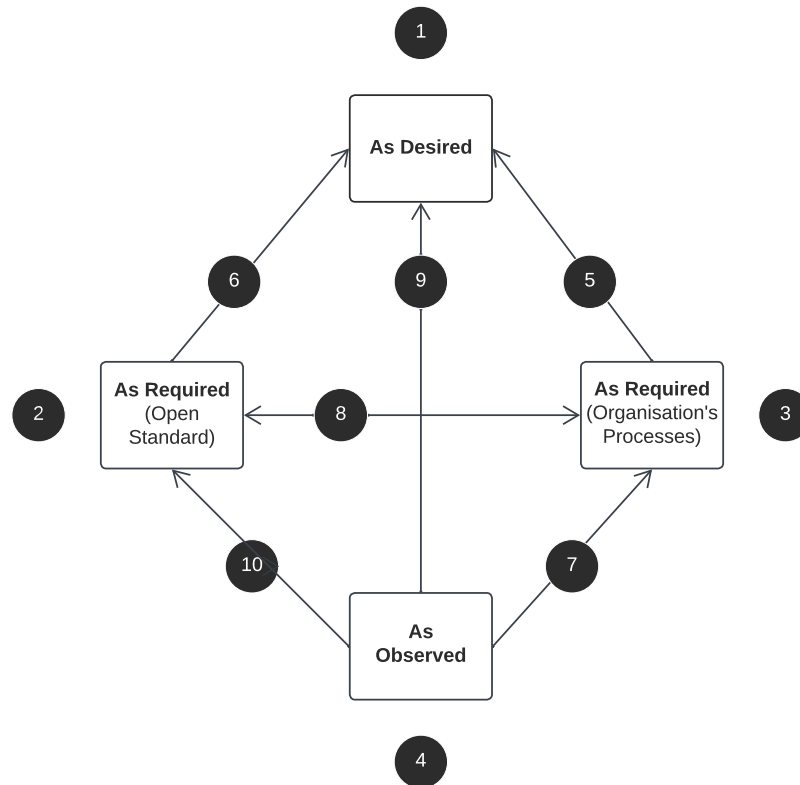 1
As Desired
6
9
5
As Required
(Open
Standard)
As Required
(Organisation's
Processes)
2
8
3
10
7
As
Observed
4